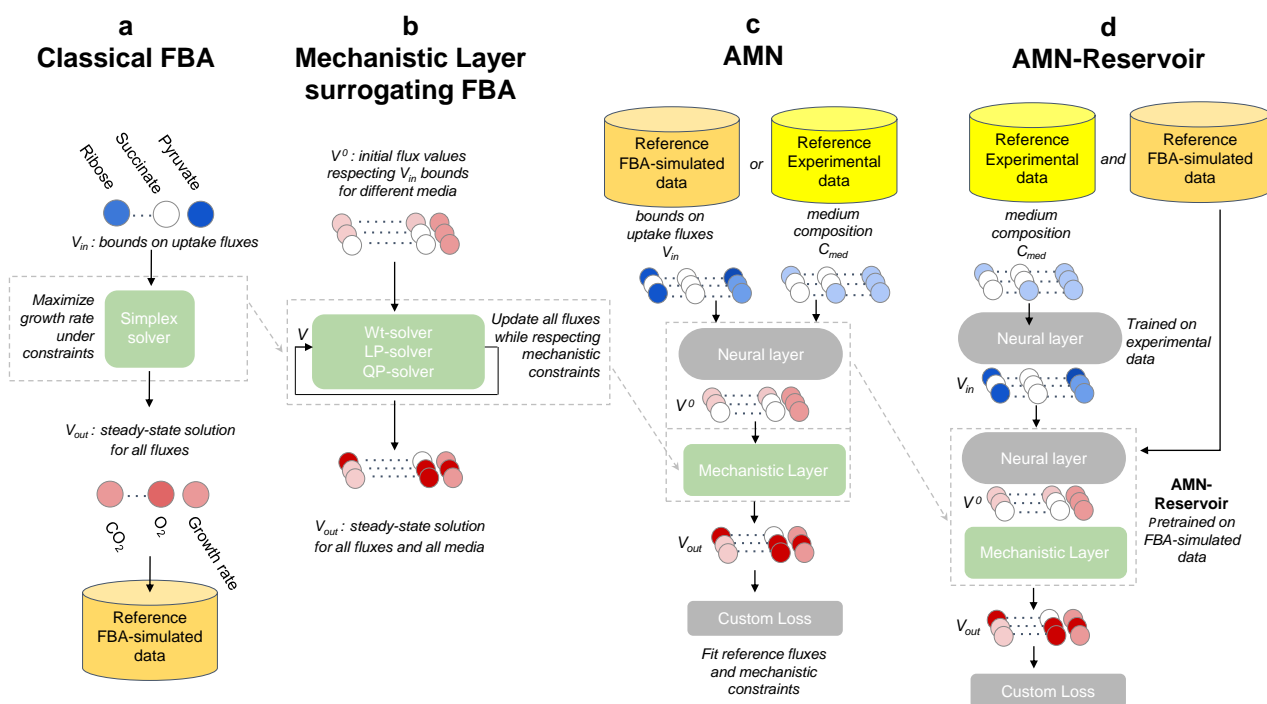 a
Classical FBA
Ribose
Succinate
Pyruvate
V_in : bounds on uptake fluxes
Maximize
growth rate
under
constraints
Simplex
solver
V_out : steady-state solution
for all fluxes
CO₂
O₂
Growth rate
Reference
FBA-simulated
data
b
Mechanistic Layer
surrogating FBA
V⁰ : initial flux values
respecting V_in bounds
for different media
V
Wt-solver
LP-solver
QP-solver
Update all fluxes
while respecting
mechanistic
constraints
V_out : steady-state solution
for all fluxes and all media
c
AMN
Reference
FBA-simulated
data
or
Reference
Experimental
data
bounds on
uptake fluxes
V_in
medium
composition
C_med
Neural layer
V⁰
Mechanistic Layer
V_out
Custom Loss
Fit reference fluxes
and mechanistic
constraints
d
AMN-Reservoir
Reference
Experimental
data
and
Reference
FBA-simulated
data
medium
composition
C_med
Neural layer
Trained on
experimental
data
V_in
Neural layer
V⁰
Mechanistic Layer
AMN-
Reservoir
Pretrained on
FBA-simulated
data
V_out
Custom Loss